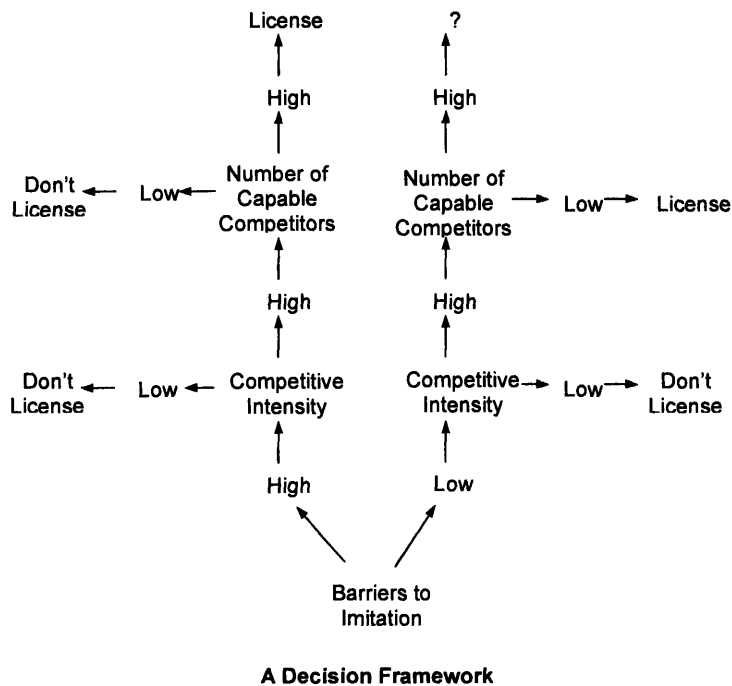 License ?
High High
Number of Number of
Don't Low Capable Capable Low License
License Competitors Competitors
High High
Don't Low Competitive Competitive Low Don't
License Intensity Intensity License
High Low
Barriers to
Imitation
A Decision Framework